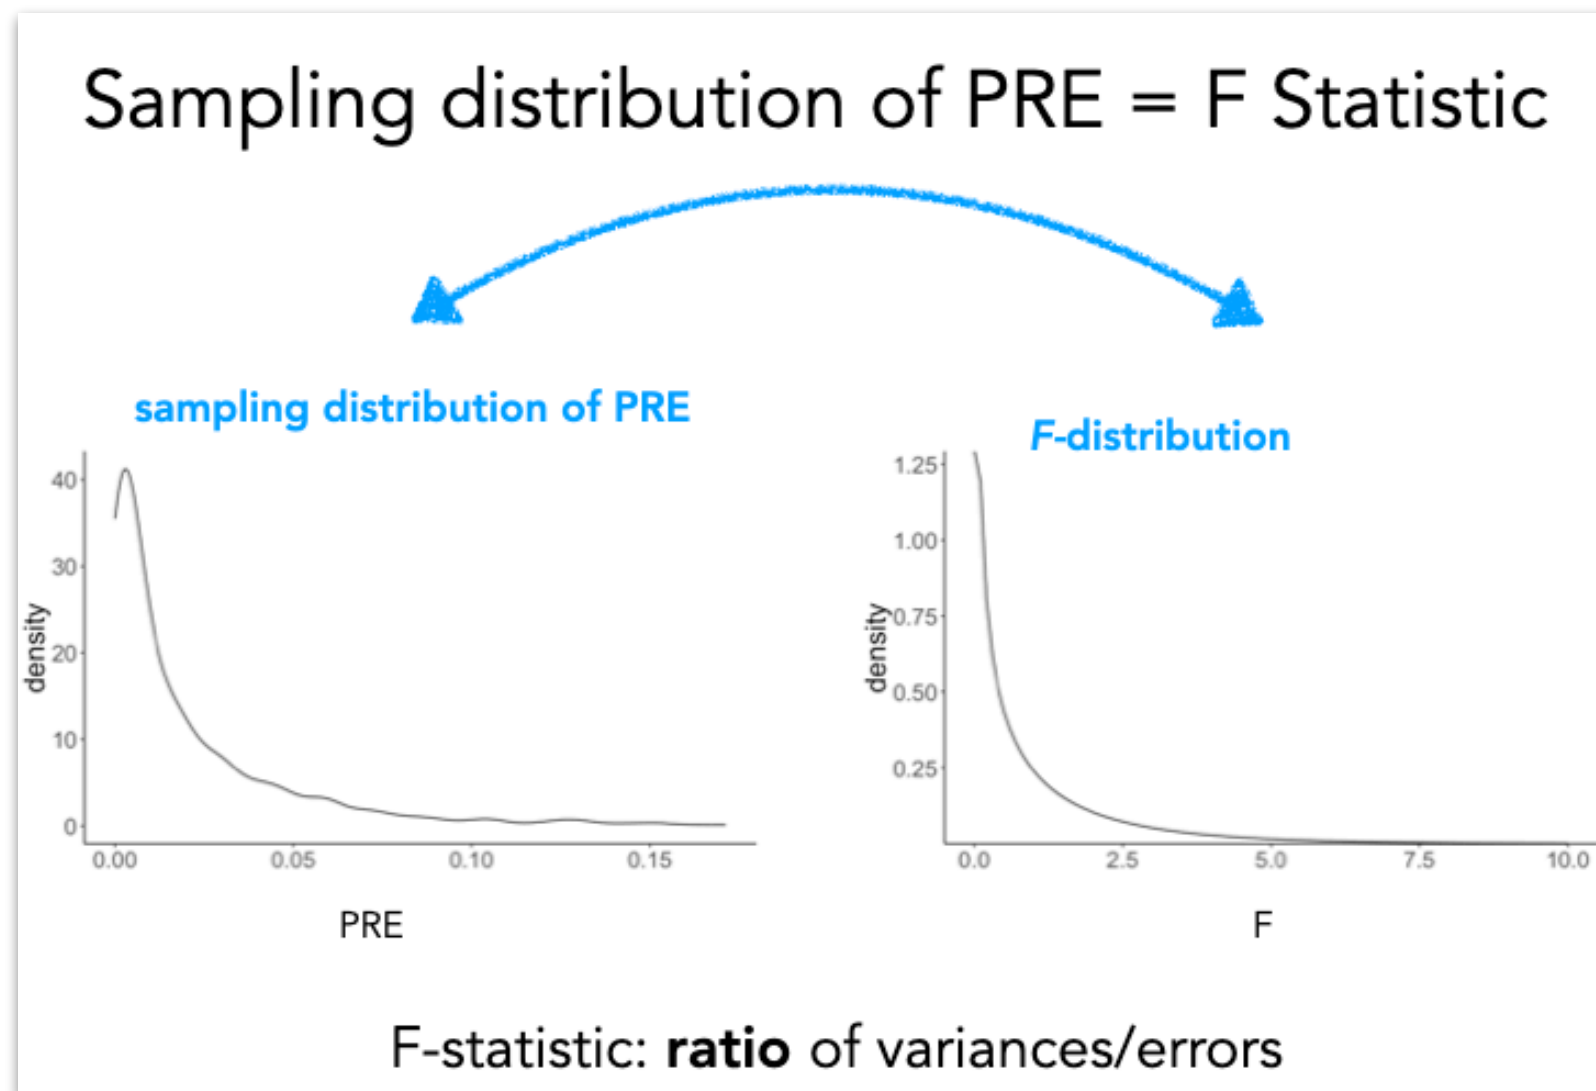 Sampling distribution of PRE = F Statistic
sampling distribution of PRE
F-distribution
40
30
20
10
0
density
0.00
0.05
0.10
0.15
PRE
1.25
1.00
0.75
0.50
0.25
density
0.0
2.5
5.0
7.5
10.0
F
F-statistic: ratio of variances/errors